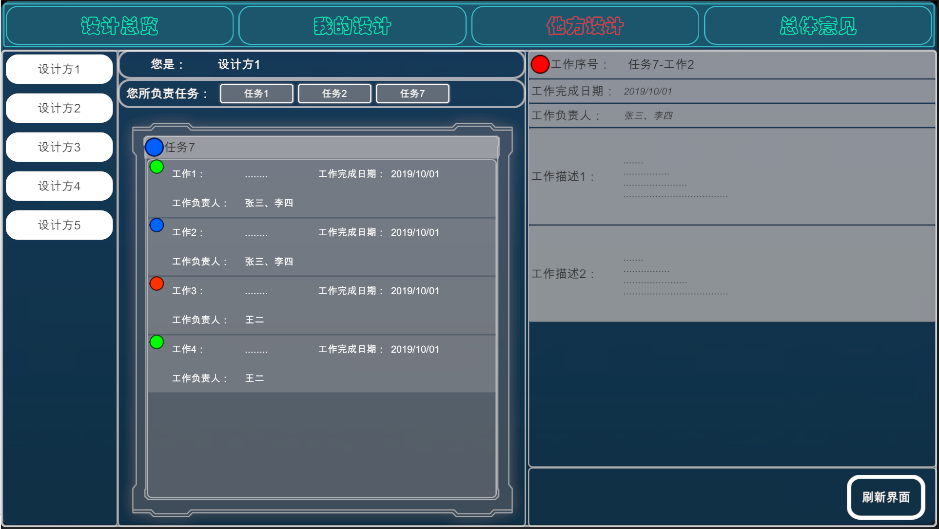 设计总览
我的设计
他方设计
总体意见
设计方1
设计方2
设计方3
设计方4
设计方5
您是： 设计方1
您所负责任务： 任务1 任务2 任务7
任务7
工作1： ........ 工作完成日期： 2019/10/01
工作负责人： 张三、李四
工作2： ........ 工作完成日期： 2019/10/01
工作负责人： 张三、李四
工作3： ........ 工作完成日期： 2019/10/01
工作负责人： 王二
工作4： ........ 工作完成日期： 2019/10/01
工作负责人： 王二
工作序号： 任务7-工作2
工作完成日期： 2019/10/01
工作负责人： 张三、李四
工作描述1：
工作描述2：
刷新界面